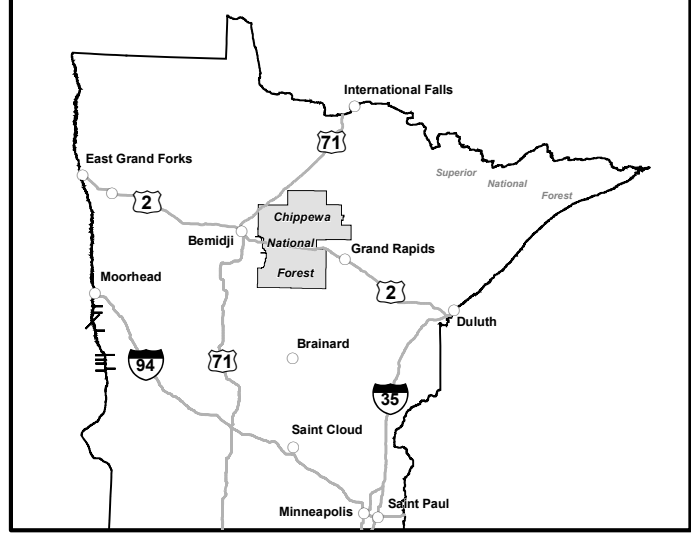 International Falls
71
East Grand Forks
2
Superior
National
Forest
Chippewa
National
Forest
Bemidji
Grand Rapids
Moorhead
2
Duluth
Brainard
94
71
35
Saint Cloud
Minneapolis
Saint Paul